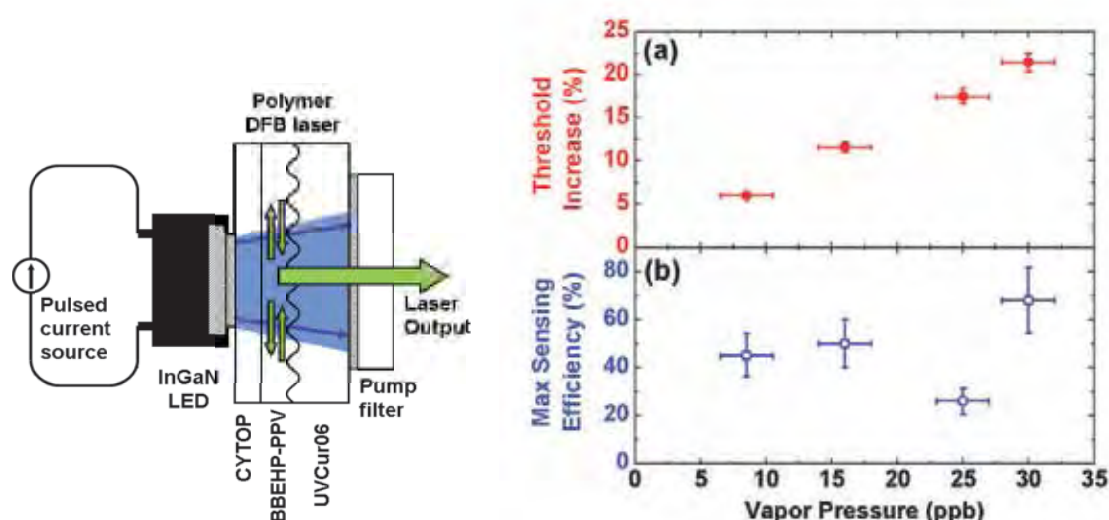 Polymer
DFB laser
Pulsed
current
source
InGaN
LED
Laser
Output
Pump
filter
CYTOP
BBEHP-PPV
UVCur06
(a)
Threshold
Increase (%)
25
20
15
10
5
0
(b)
Max Sensing
Efficiency (%)
80
60
40
20
0
0 5 10 15 20 25 30 35
Vapor Pressure (ppb)